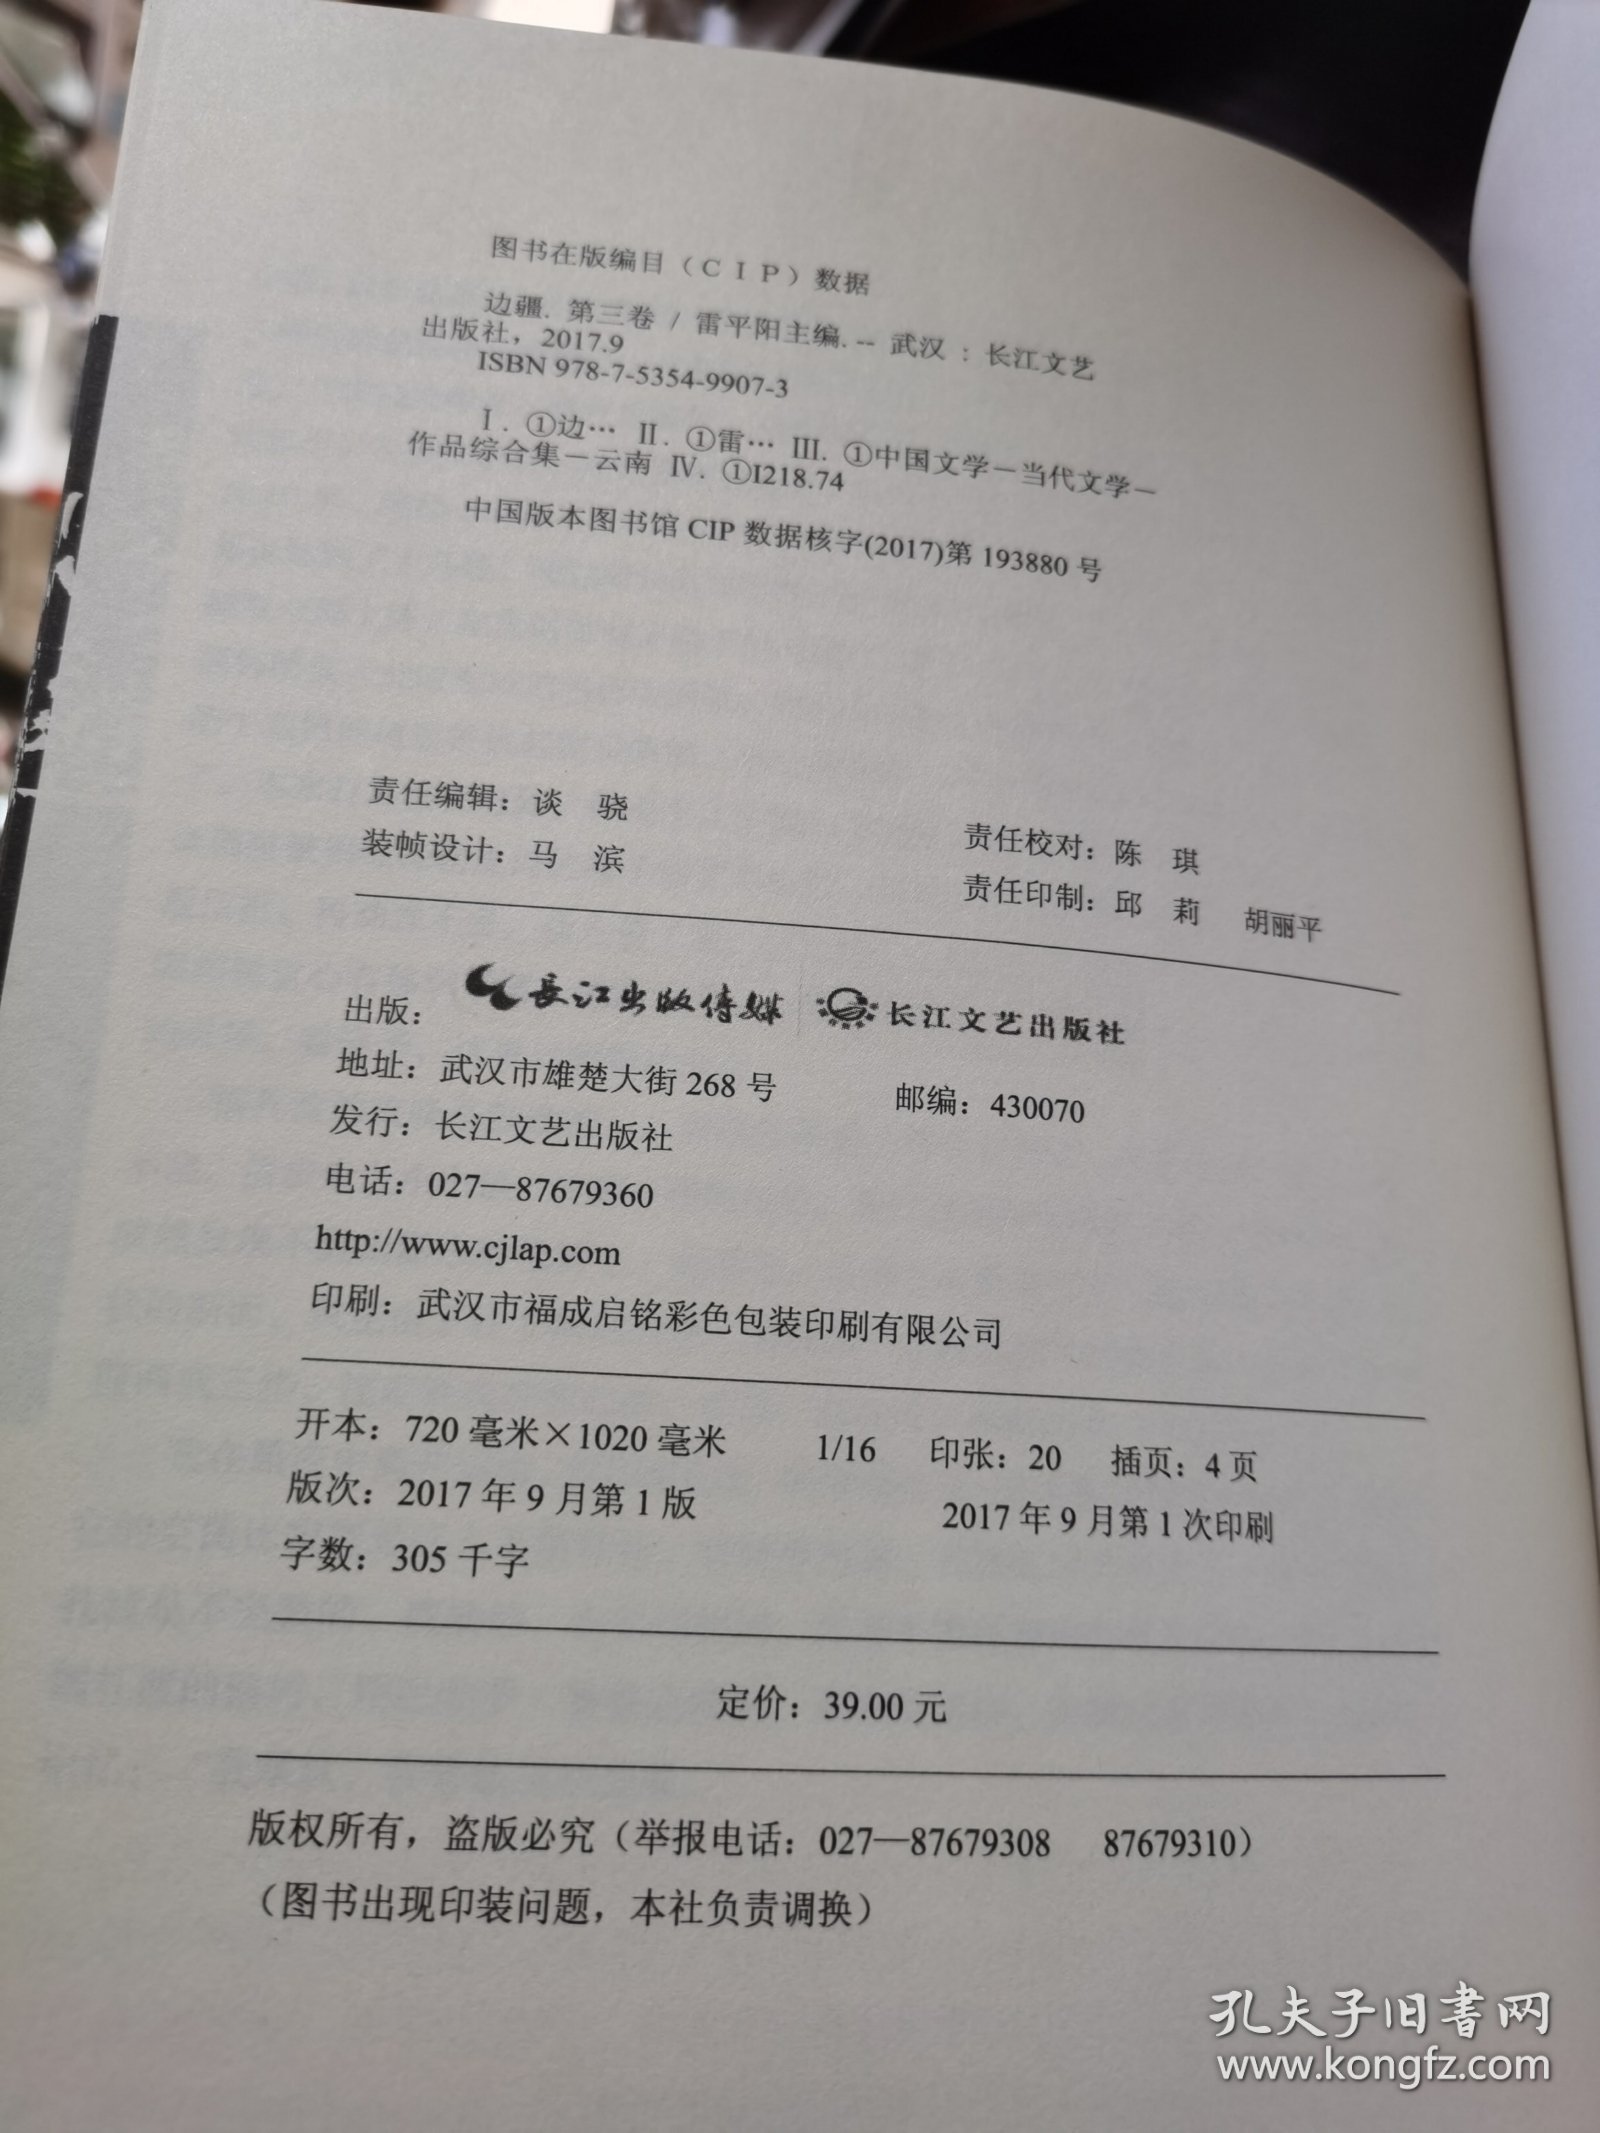 图书在版编目（CIP）数据
边疆. 第三卷 / 雷平阳主编. -- 武汉 : 长江文艺
出版社，2017.9
ISBN 978-7-5354-9907-3
Ⅰ. ①边… Ⅱ. ①雷… Ⅲ. ①中国文学－当代文学－
作品综合集－云南 Ⅳ. ①I218.74
中国版本图书馆 CIP 数据核字(2017)第 193880 号
责任编辑：谈　骁　责任校对：陈　琪
装帧设计：马　滨　责任印制：邱　莉　胡丽平
出版：長江出版传媒　长江文艺出版社
地址：武汉市雄楚大街 268 号　邮编：430070
发行：长江文艺出版社
电话：027—87679360
http://www.cjlap.com
印刷：武汉市福成启铭彩色包装印刷有限公司
开本：720 毫米×1020 毫米　1/16　印张：20　插页：4 页
版次：2017 年 9 月第 1 版　2017 年 9 月第 1 次印刷
字数：305 千字
定价：39.00 元
版权所有，盗版必究（举报电话：027—87679308　87679310）
（图书出现印装问题，本社负责调换）
孔夫子旧書网
www.kongfz.com